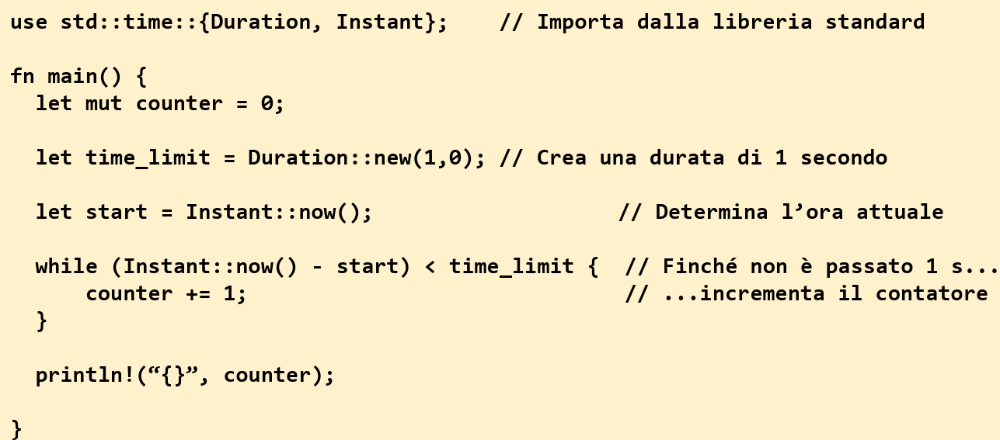 use std::time::{Duration, Instant};    // Importa dalla libreria standard
fn main() {
  let mut counter = 0;
  let time_limit = Duration::new(1,0); // Crea una durata di 1 secondo
  let start = Instant::now();                    // Determina l’ora attuale
  while (Instant::now() - start) < time_limit {  // Finché non è passato 1 s...
      counter += 1;                              // ...incrementa il contatore
  }
  println!(“{}”, counter);
}